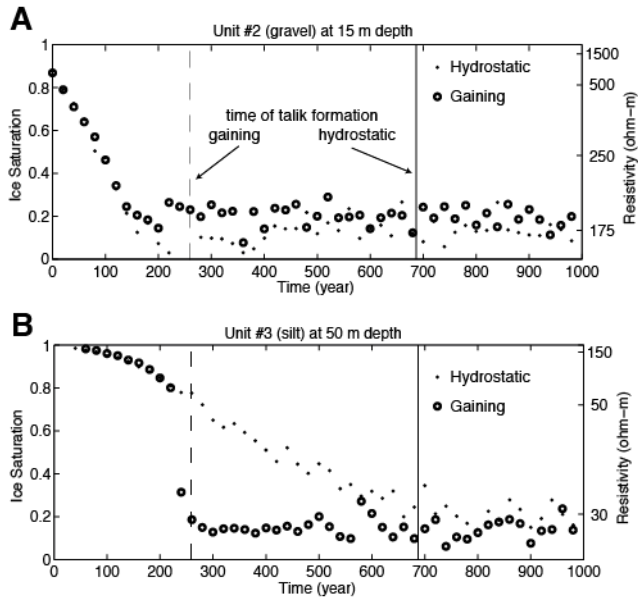 A
Unit #2 (gravel) at 15 m depth
Ice Saturation
1
0.8
0.6
0.4
0.2
0
Hydrostatic
Gaining
time of talik formation
gaining hydrostatic
1500
500
250
175
Resistivity (ohm-m)
0 100 200 300 400 500 600 700 800 900 1000
Time (year)
B
Unit #3 (silt) at 50 m depth
Ice Saturation
1
0.8
0.6
0.4
0.2
0
Hydrostatic
Gaining
150
50
30
Resistivity (ohm-m)
0 100 200 300 400 500 600 700 800 900 1000
Time (year)